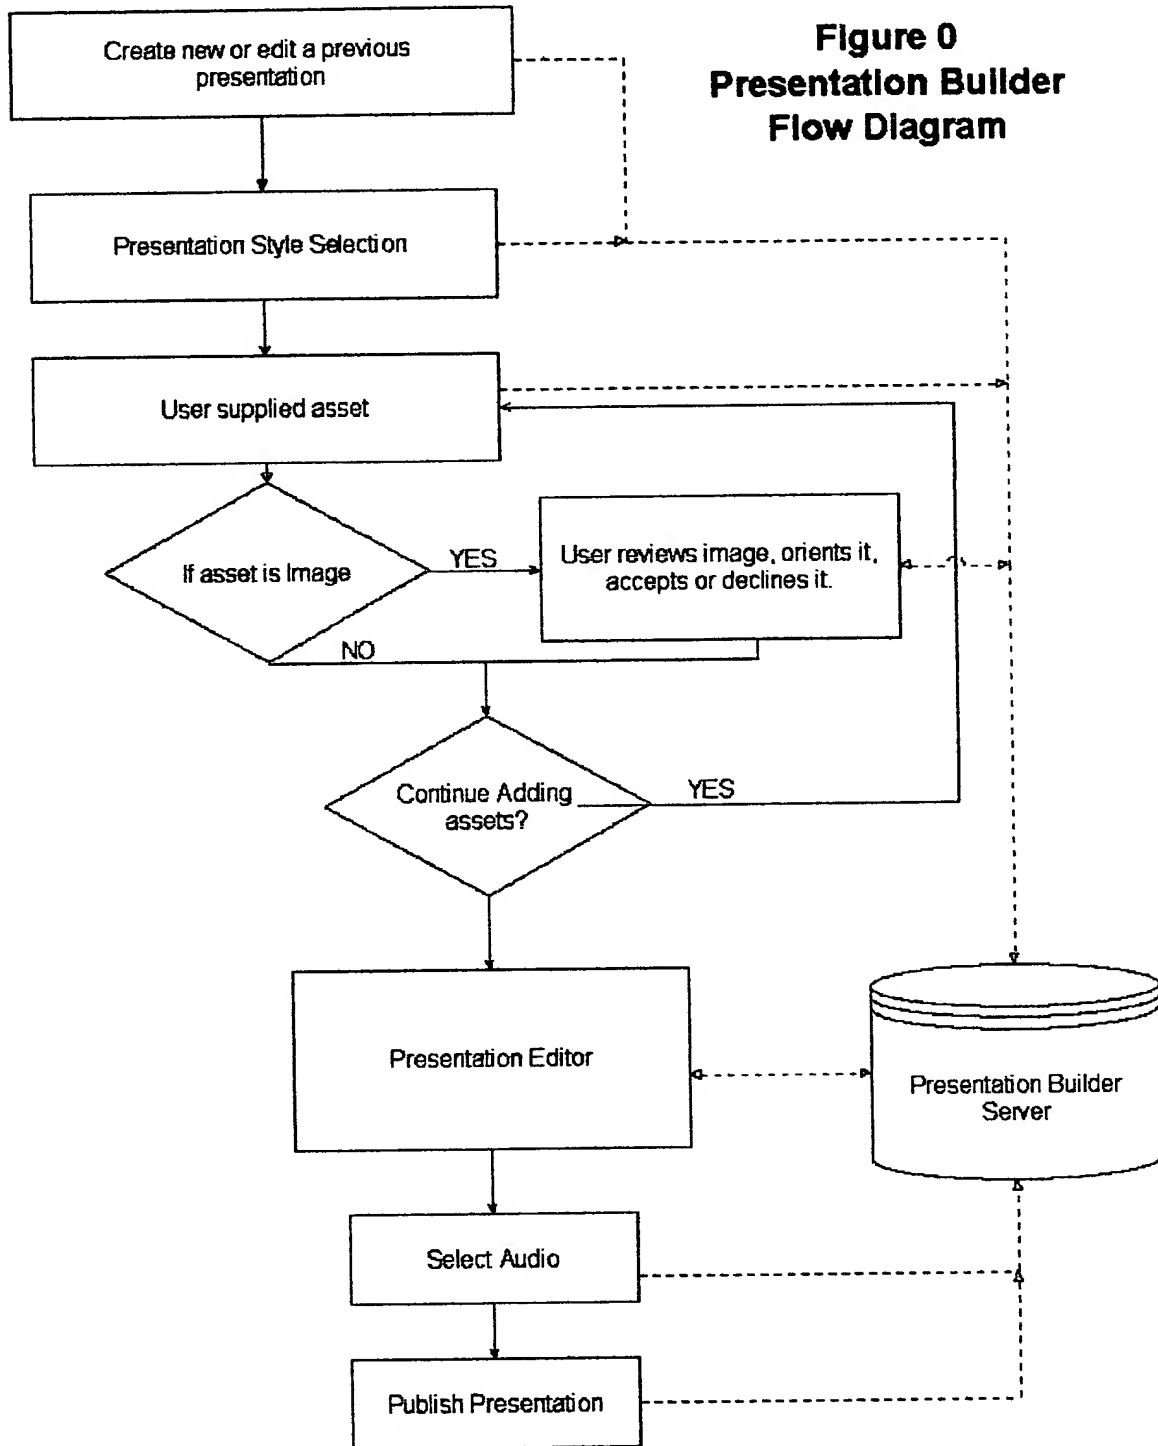 Figure 0
Presentation Builder
Flow Diagram
Create new or edit a previous
presentation
Presentation Style Selection
User supplied asset
If asset is Image
YES
User reviews image, orients it,
accepts or declines it.
NO
Continue Adding
assets?
YES
Presentation Editor
Presentation Builder
Server
Select Audio
Publish Presentation